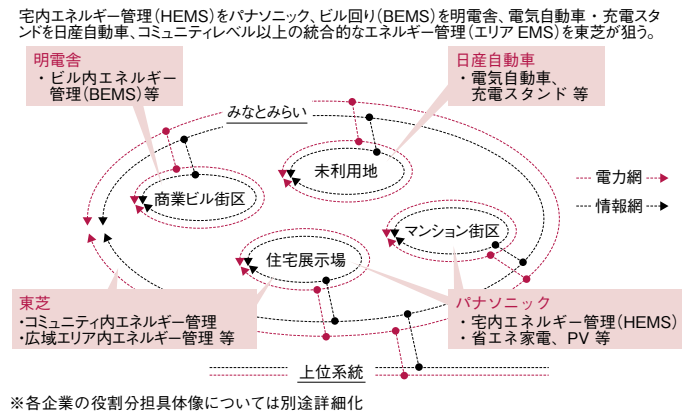 宅内エネルギー管理(HEMS)をパナソニック、ビル回り(BEMS)を明電舎、電気自動車・充電スタ
ンドを日産自動車、コミュニティレベル以上の統合的なエネルギー管理(エリアEMS)を東芝が狙う。
明電舎
・ビル内エネルギー
管理(BEMS)等
日産自動車
・電気自動車、
充電スタンド 等
みなとみらい
商業ビル街区
未利用地
マンション街区
住宅展示場
電力網
情報網
東芝
・コミュニティ内エネルギー管理
・広域エリア内エネルギー管理 等
パナソニック
・宅内エネルギー管理(HEMS)
・省エネ家電、PV 等
上位系統
※各企業の役割分担具体像については別途詳細化